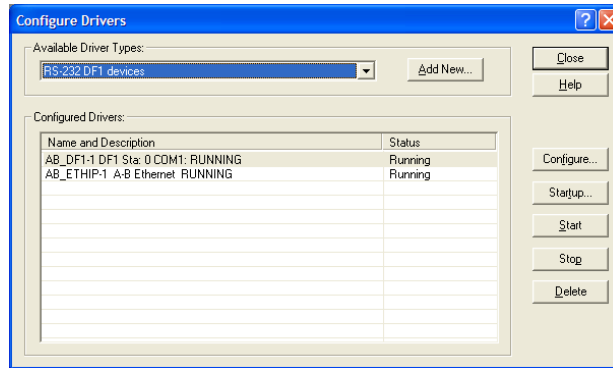 Configure Drivers
Available Driver Types:
RS-232 DF1 devices
Add New...
Close
Help
Configured Drivers:
Name and Description Status
AB_DF1-1 DF1 Sta: 0 COM1: RUNNING Running
AB_ETHIP-1 A-B Ethernet RUNNING Running
Configure...
Startup...
Start
Stop
Delete